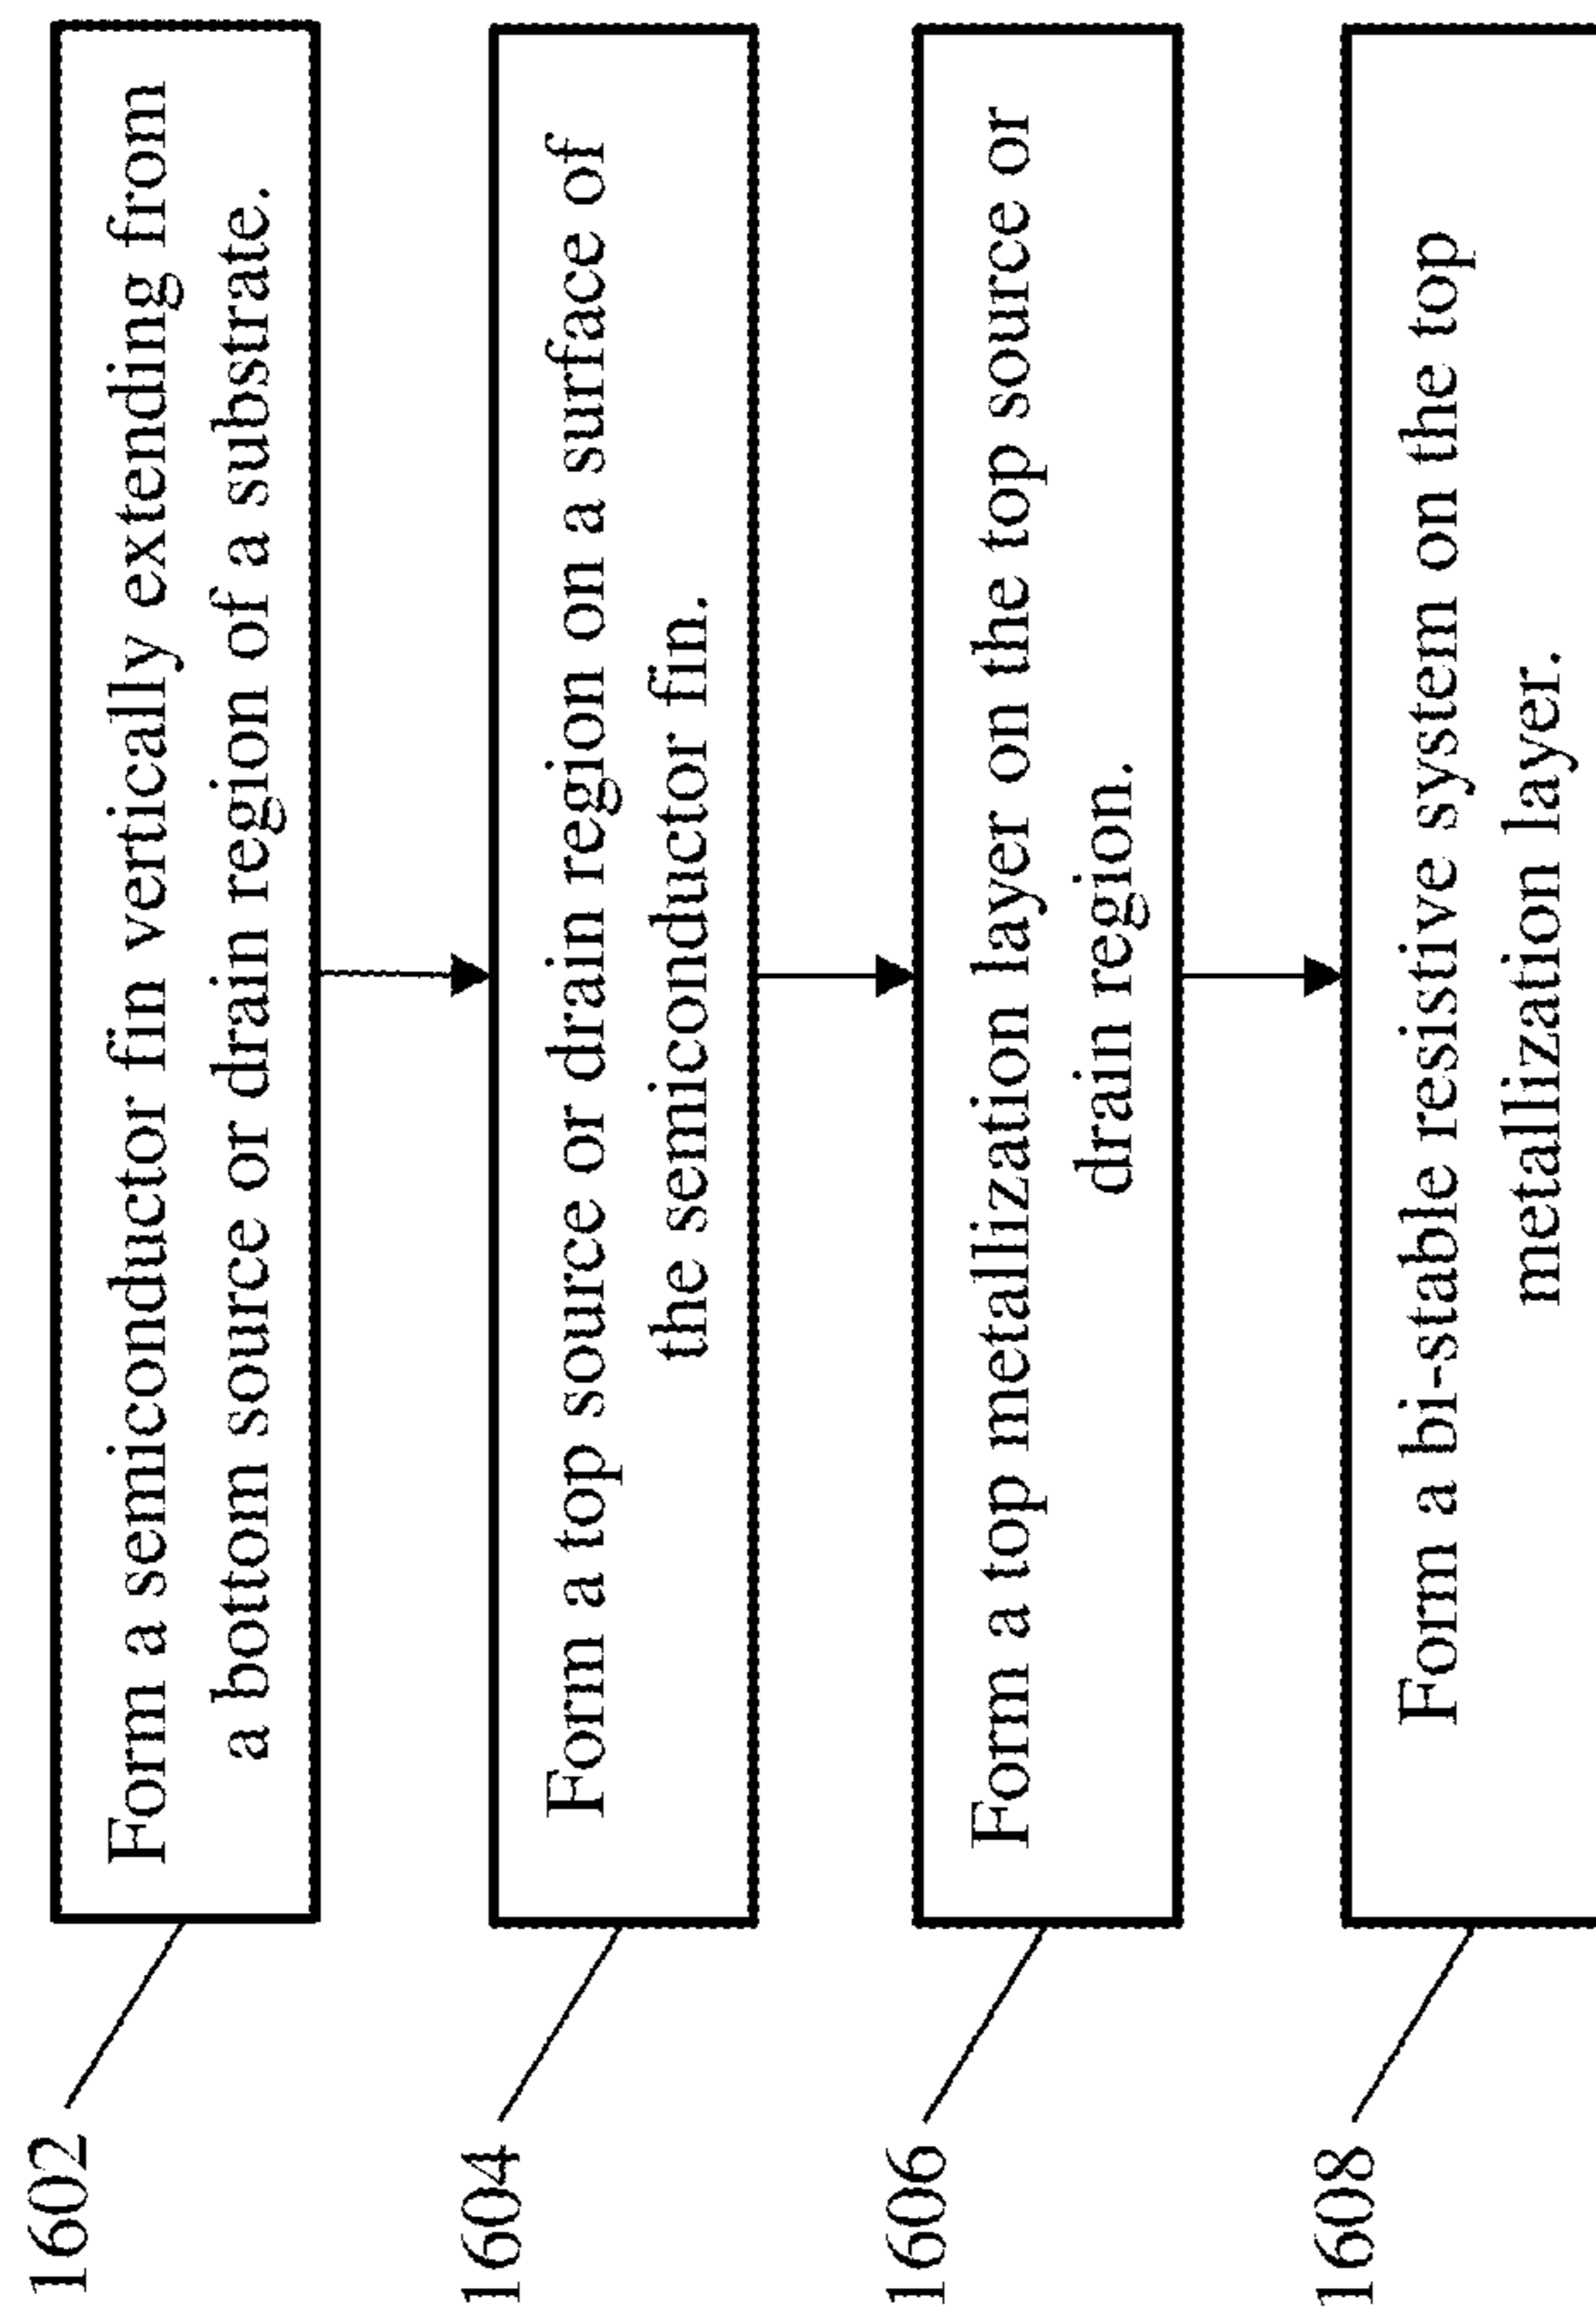 1602
Form a semiconductor fin vertically extending from
a bottom source or drain region of a substrate.
1604
Form a top source or drain region on a surface of
the semiconductor fin.
1606
Form a top metallization layer on the top source or
drain region.
1608
Form a bi-stable resistive system on the top
metallization layer.